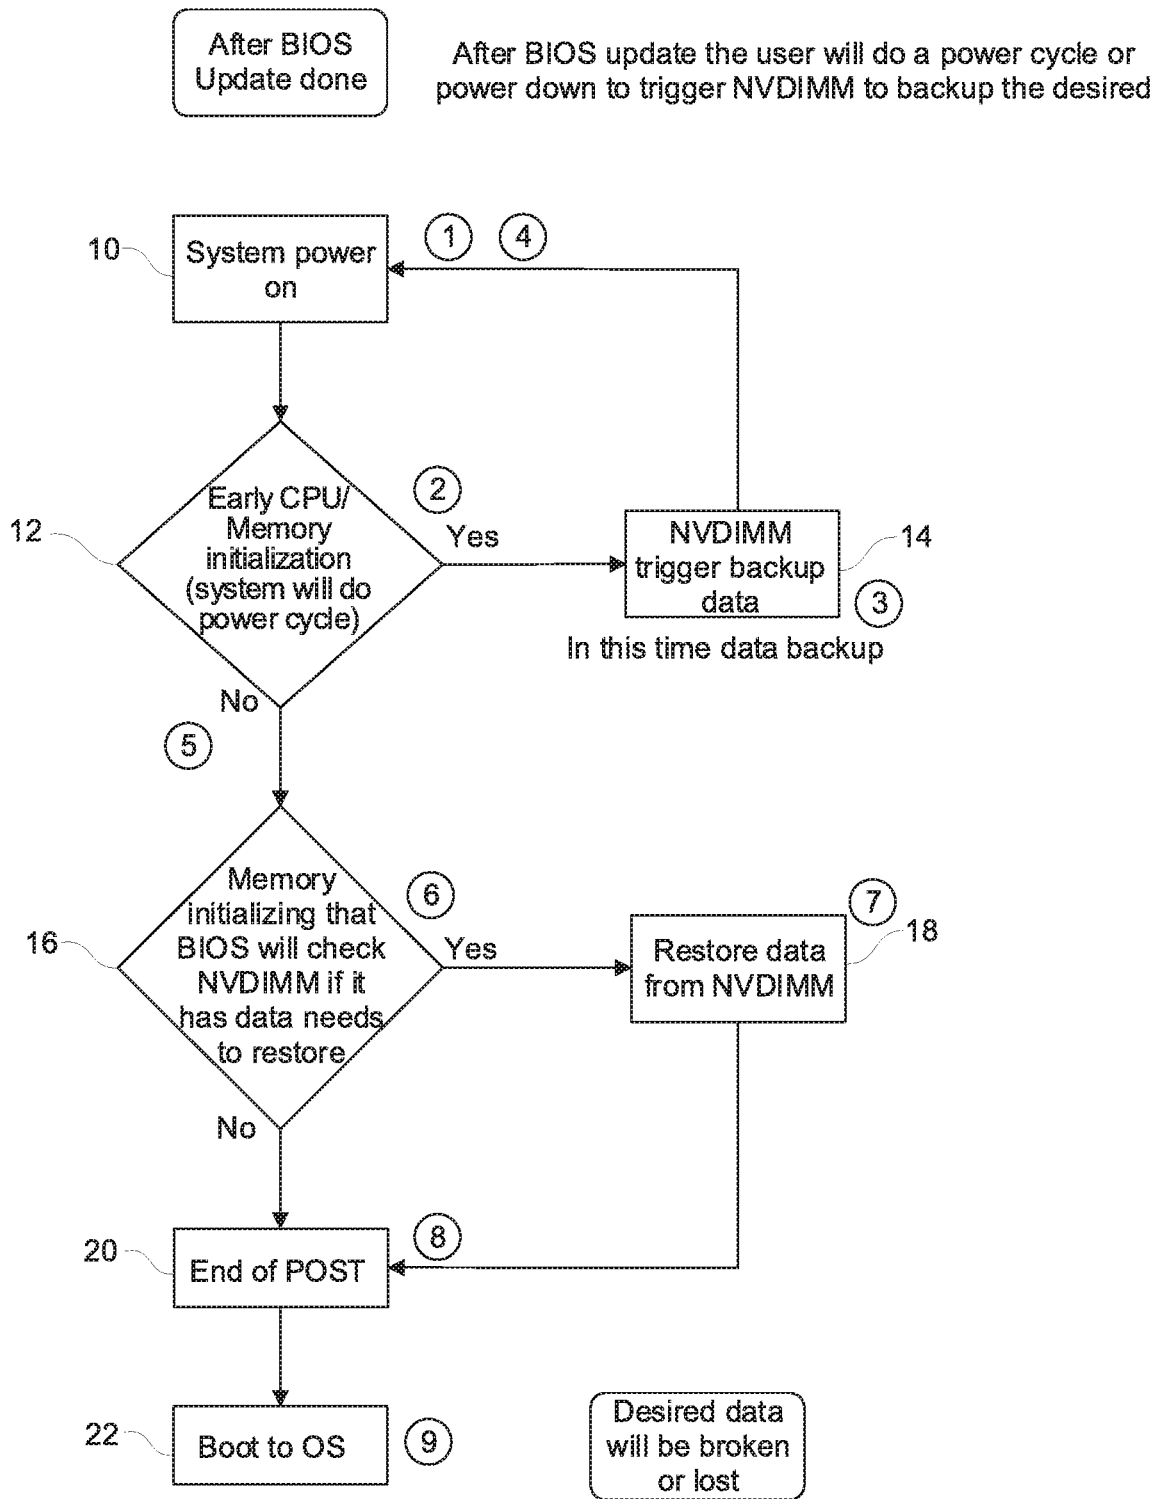 After BIOS
Update done
After BIOS update the user will do a power cycle or
power down to trigger NVDIMM to backup the desired
10
System power
on
1
4
12
Early CPU/
Memory
initialization
(system will do
power cycle)
2
Yes
NVDIMM
trigger backup
data
14
3
In this time data backup
No
5
16
Memory
initializing that
BIOS will check
NVDIMM if it
has data needs
to restore
6
Yes
7
Restore data
from NVDIMM
18
No
20
End of POST
8
22
Boot to OS
9
Desired data
will be broken
or lost